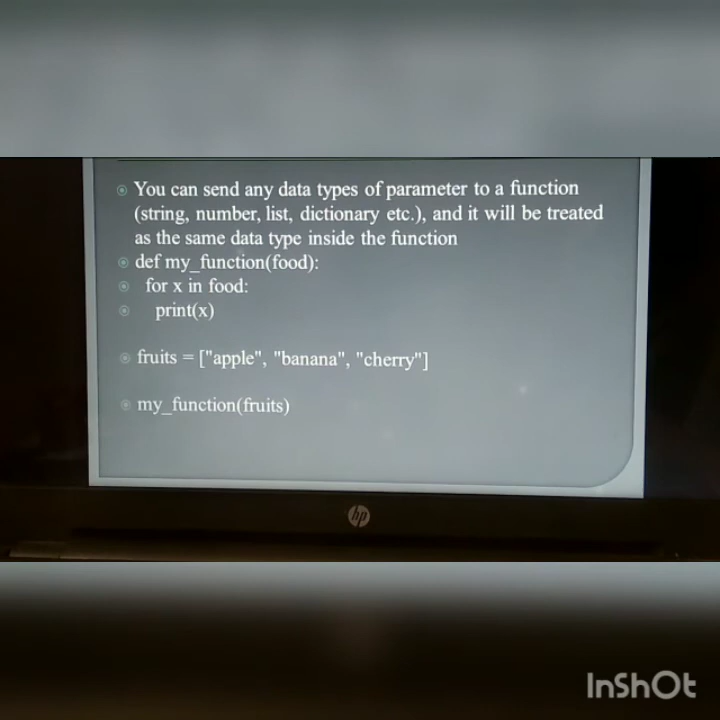 You can send any data types of parameter to a function
(string, number, list, dictionary etc.), and it will be treated
as the same data type inside the function
def my_function(food):
for x in food:
print(x)
fruits = ["apple", "banana", "cherry"]
my_function(fruits)
hp
InShOt